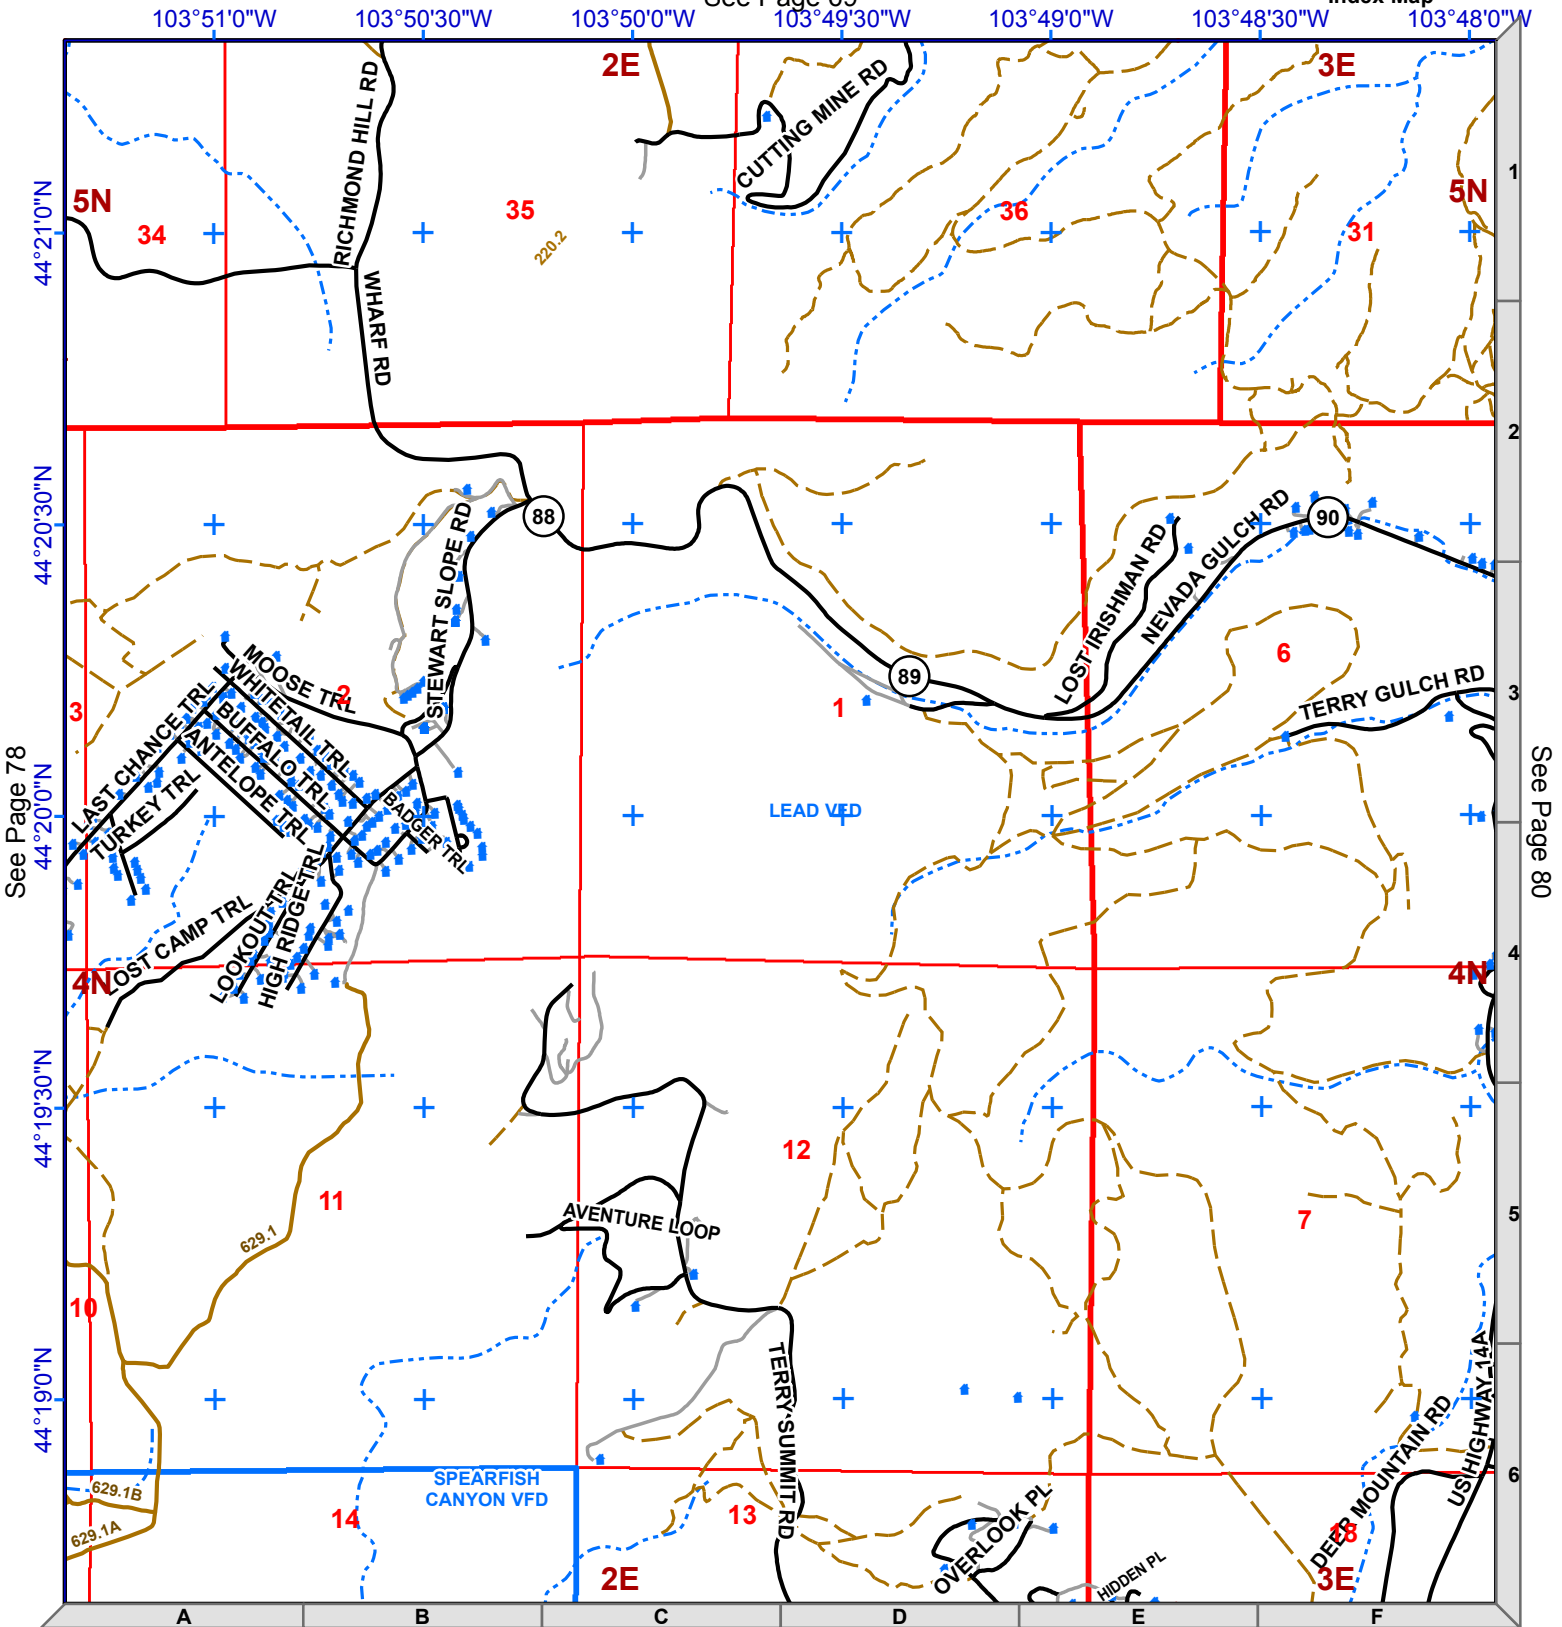 See Page 69
Index Map
103°51'0"W
103°50'30"W
103°50'0"W
103°49'30"W
103°49'0"W
103°48'30"W
103°48'0"W
2E
3E
RICHMOND HILL RD
CUTTING MINE RD
1
5N
5N
34
35
36
31
44°21'0"N
220.2
WHARF RD
2
44°20'30"N
88
90
STEWART SLOPE RD
LOST IRISHMAN RD
NEVADA GULCH RD
6
MOOSE TRL
WHITETAIL TRL
2
89
3
1
TERRY GULCH RD
3
LAST CHANCE TRL
BUFFALO TRL
ANTELOPE TRL
TURKEY TRL
BADGER TRL
See Page 78
See Page 80
44°20'0"N
LEAD VFD
LOST CAMP TRL
LOOKOUT TRL
HIGH RIDGE TRL
4
4N
4N
44°19'30"N
12
11
7
5
AVENTURE LOOP
629.1
10
44°19'0"N
TERRY SUMMIT RD
DEER MOUNTAIN RD
US HIGHWAY 14A
6
SPEARFISH
CANYON VFD
629.1B
14
13
18
629.1A
OVERLOOK PL
HIDDEN PL
2E
3E
A
B
C
D
E
F